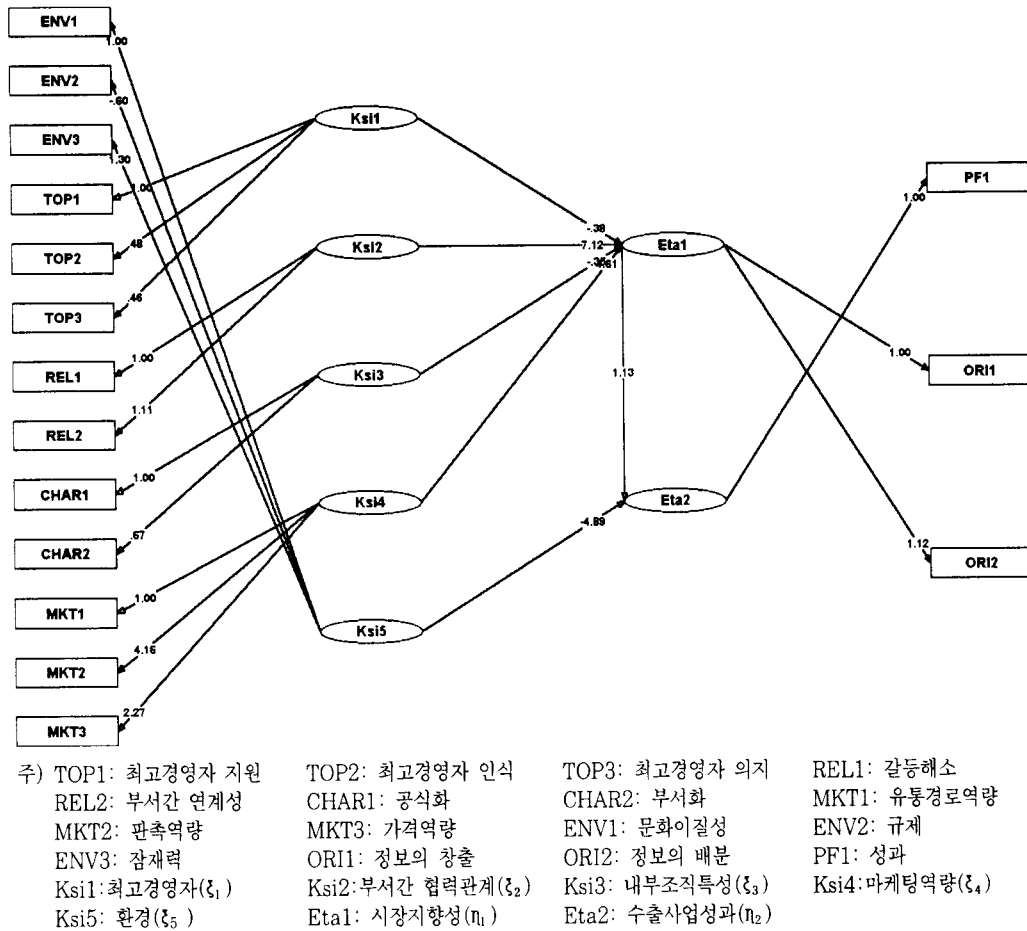 ENV1
1.00
ENV2
-.60
ENV3
1.30
Ksi1
TOP1
1.00
PF1
1.00
TOP2
.48
-.38
Ksi2
-7.12
Eta1
TOP3
.46
REL1
1.00
Ksi3
1.13
1.00
ORI1
REL2
1.11
CHAR1
1.00
Ksi4
Eta2
-4.89
CHAR2
.67
1.12
ORI2
MKT1
1.00
Ksi5
MKT2
4.16
MKT3
2.27
주) TOP1: 최고경영자 지원 TOP2: 최고경영자 인식 TOP3: 최고경영자 의지 REL1: 갈등해소
REL2: 부서간 연계성 CHAR1: 공식화 CHAR2: 부서화 MKT1: 유통경로역량
MKT2: 판촉역량 MKT3: 가격역량 ENV1: 문화이질성 ENV2: 규제
ENV3: 잠재력 ORI1: 정보의 창출 ORI2: 정보의 배분 PF1: 성과
Ksi1:최고경영자(ξ₁) Ksi2:부서간 협력관계(ξ₂) Ksi3: 내부조직특성(ξ₃) Ksi4:마케팅역량(ξ₄)
Ksi5: 환경(ξ₅) Eta1: 시장지향성(η₁) Eta2: 수출사업성과(η₂)